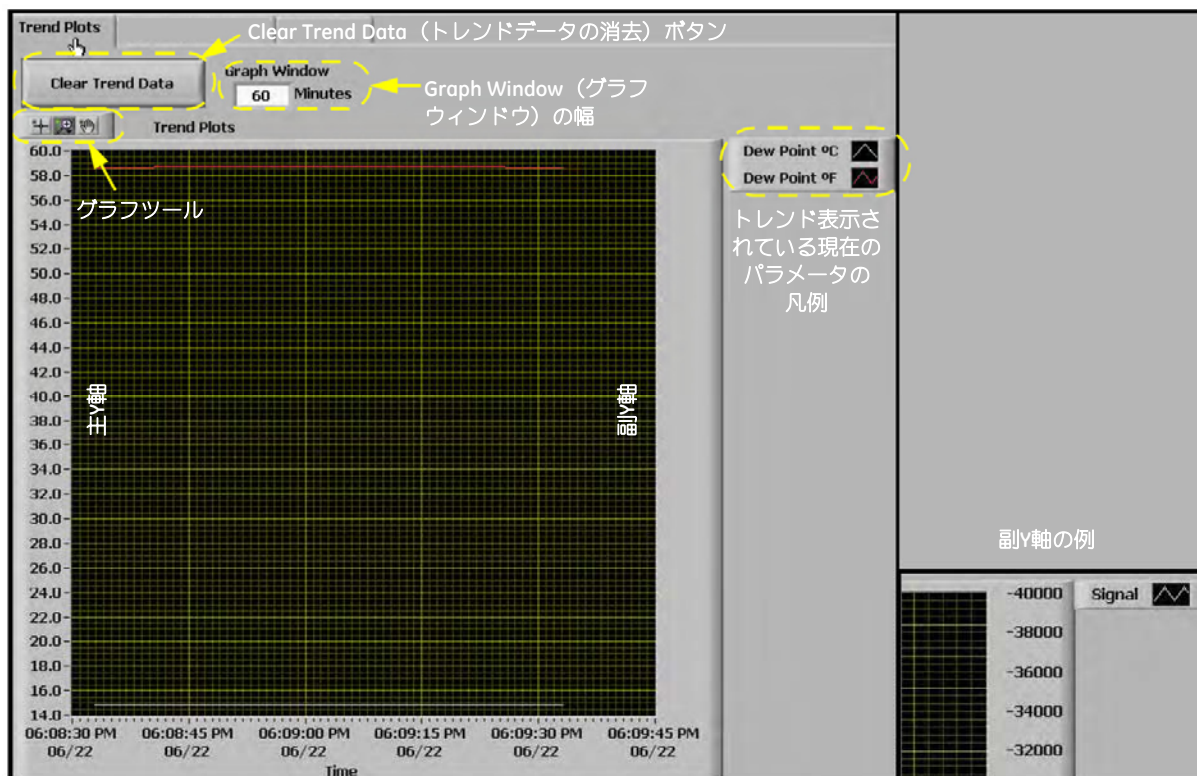 Trend Plots
Clear Trend Data（トレンドデータの消去）ボタン
Clear Trend Data
Graph Window
60 Minutes
Graph Window（グラフ
ウィンドウ）の幅
Trend Plots
グラフツール
60.0
58.0
56.0
54.0
52.0
50.0
48.0
46.0
44.0
42.0
40.0
38.0
36.0
34.0
32.0
30.0
28.0
26.0
24.0
22.0
20.0
18.0
16.0
14.0
主Y軸
副Y軸
06:08:30 PM 06:08:45 PM 06:09:00 PM 06:09:15 PM 06:09:30 PM 06:09:45 PM
06/22 06/22 06/22 06/22 06/22 06/22
Time
Dew Point ºC
Dew Point ºF
トレンド表示さ
れている現在の
パラメータの
凡例
副Y軸の例
-40000
-38000
-36000
-34000
-32000
Signal